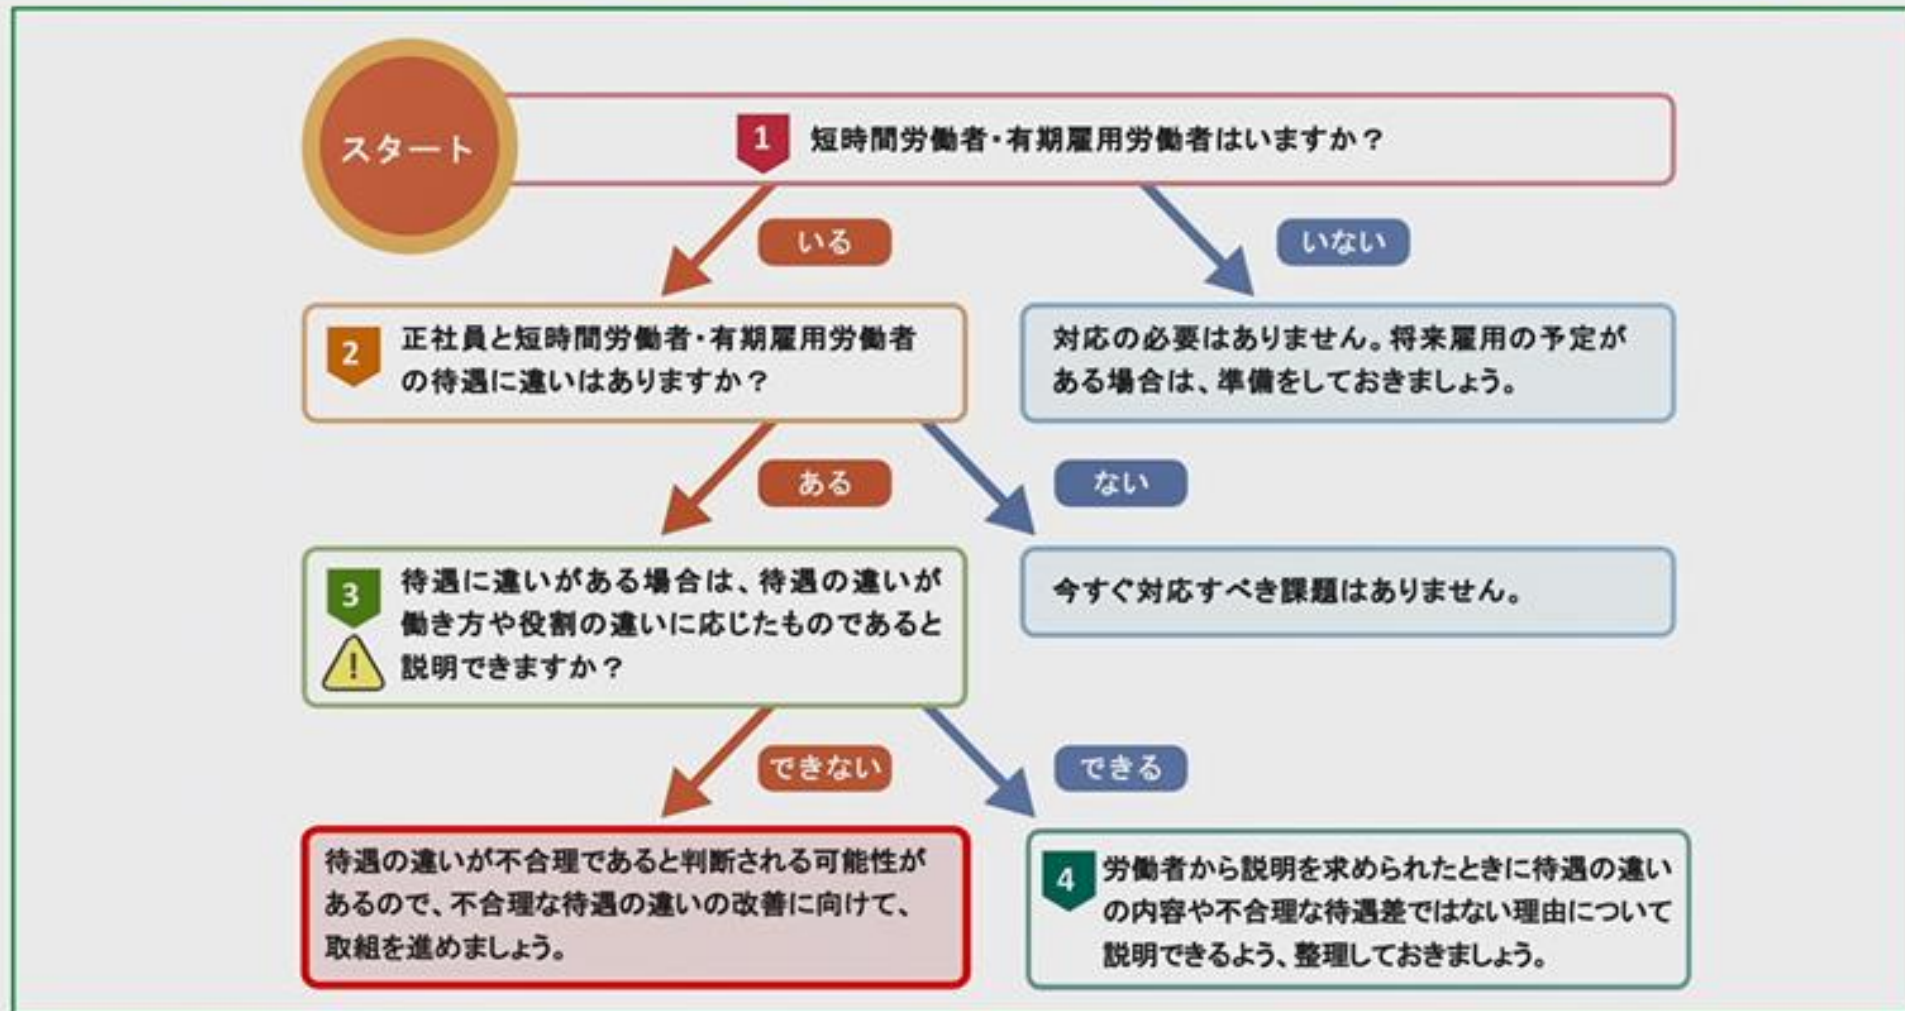 スタート
1
短時間労働者・有期雇用労働者はいますか？
いる
いない
2
正社員と短時間労働者・有期雇用労働者
の待遇に違いはありますか？
対応の必要はありません。将来雇用の予定が
ある場合は、準備をしておきましょう。
ある
ない
3
待遇に違いがある場合は、待遇の違いが
働き方や役割の違いに応じたものであると
説明できますか？
!
今すぐ対応すべき課題はありません。
できない
できる
待遇の違いが不合理であると判断される可能性が
あるので、不合理な待遇の違いの改善に向けて、
取組を進めましょう。
4
労働者から説明を求められたときに待遇の違い
の内容や不合理な待遇差ではない理由について
説明できるよう、整理しておきましょう。